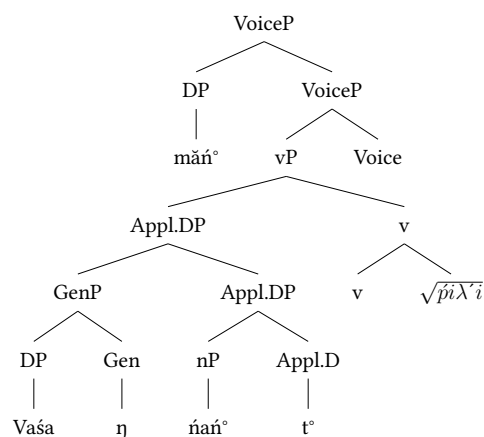 VoiceP
DP VoiceP
măń° vP Voice
Appl.DP v
GenP Appl.DP v √ṕiλ´i
DP Gen nP Appl.D
Vaśa ŋ ńań° t°